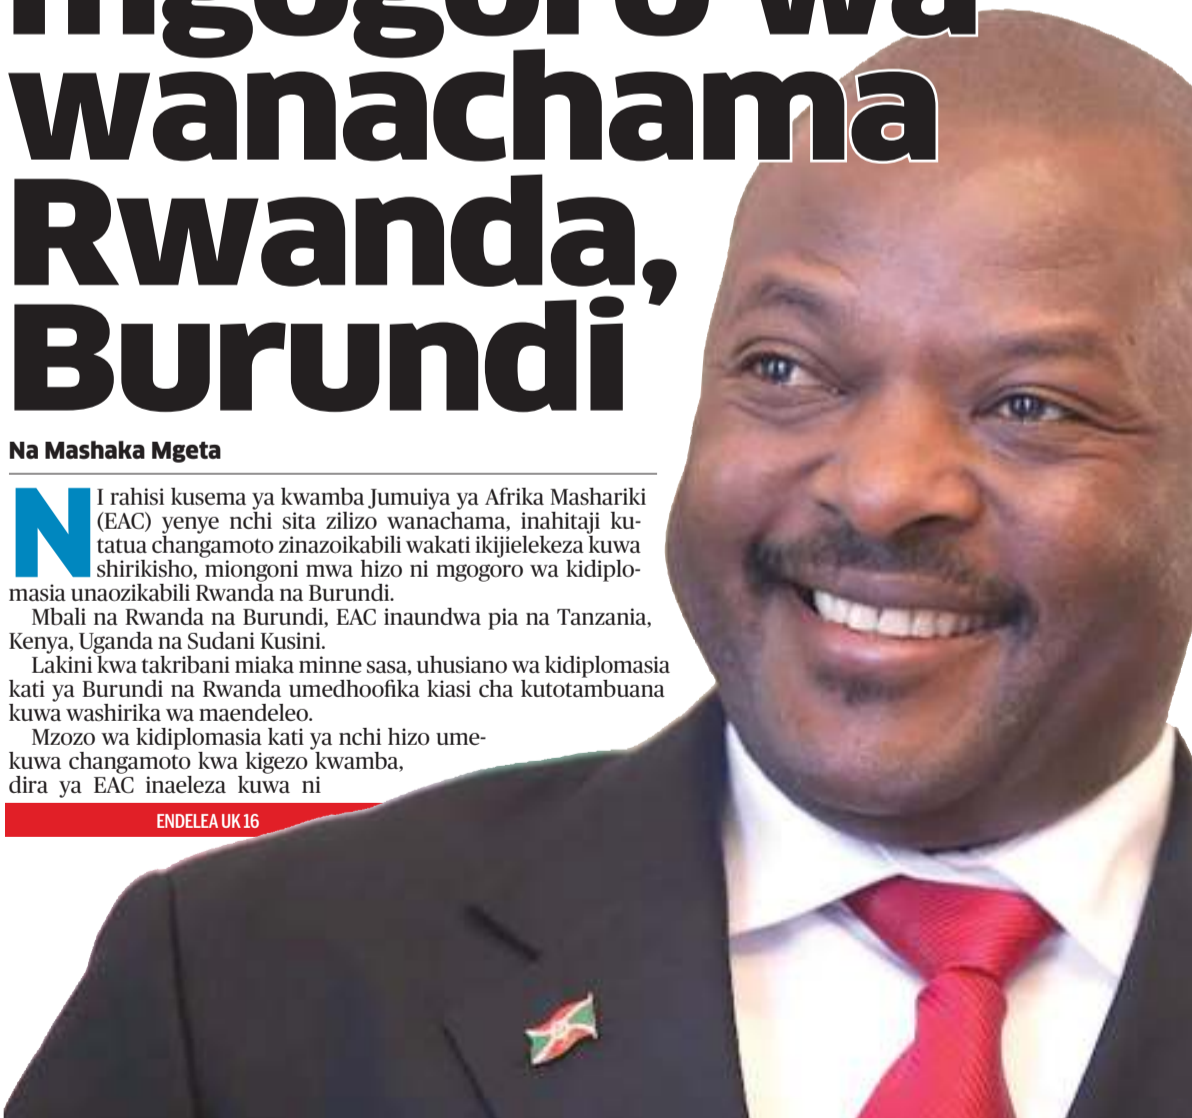 mgogoro wa
wanachama
Rwanda,
Burundi
Na Mashaka Mgeta
NI rahisi kusema ya kwamba Jumuiya ya Afrika Mashariki
(EAC) yenye nchi sita zilizo wanachama, inahitaji ku-
tatua changamoto zinazoikabili wakati ikijielekeza kuwa
shirikisho, miongoni mwa hizo ni mgogoro wa kidiplo-
masia unaozikabili Rwanda na Burundi.
Mbali na Rwanda na Burundi, EAC inaundwa pia na Tanzania,
Kenya, Uganda na Sudani Kusini.
Lakini kwa takribani miaka minne sasa, uhusiano wa kidiplomasia
kati ya Burundi na Rwanda umedhoofika kiasi cha kutotambuana
kuwa washirika wa maendeleo.
Mzozo wa kidiplomasia kati ya nchi hizo ume-
kuwa changamoto kwa kigezo kwamba,
dira ya EAC inaeleza kuwa ni
ENDELEA UK 16